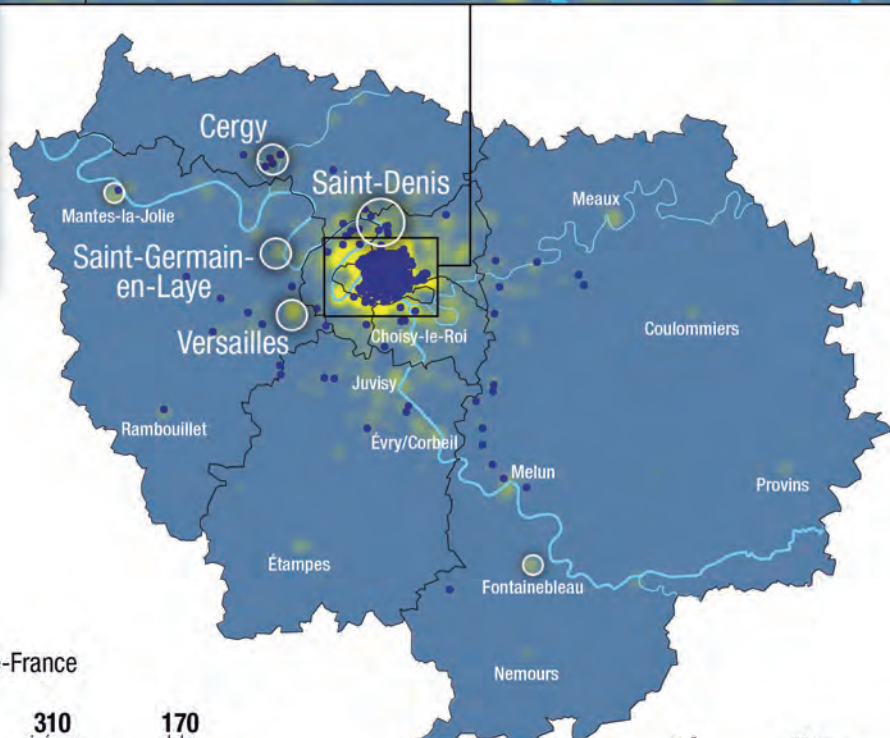 Cergy
Saint-Denis
Mantes-la-Jolie
Meaux
Saint-Germain-
en-Laye
Versailles
Choisy-le-Roi
Coulommiers
Juvisy
Rambouillet
Évry/Corbeil
Melun
Provins
Étampes
Fontainebleau
-France
Nemours
310
170